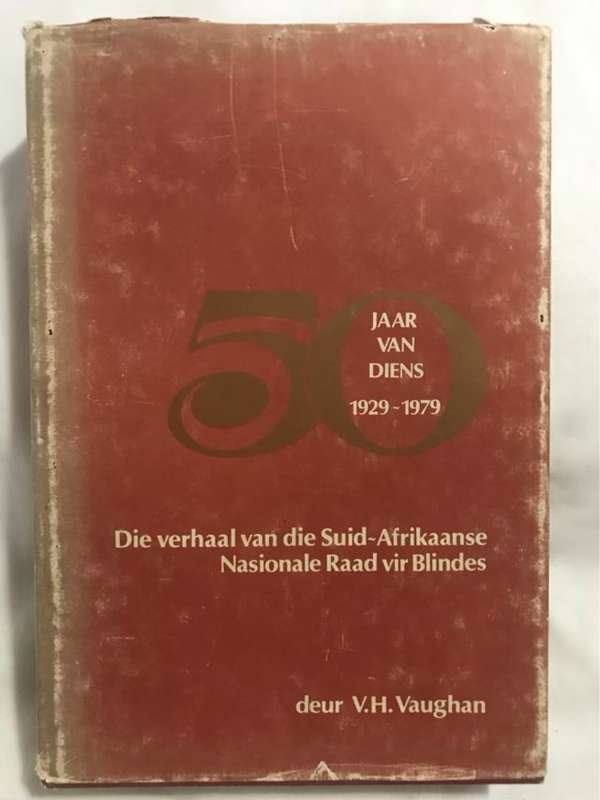 50
JAAR
VAN
DIENS
1929-1979
Die verhaal van die Suid-Afrikaanse
Nasionale Raad vir Blindes
deur V.H. Vaughan